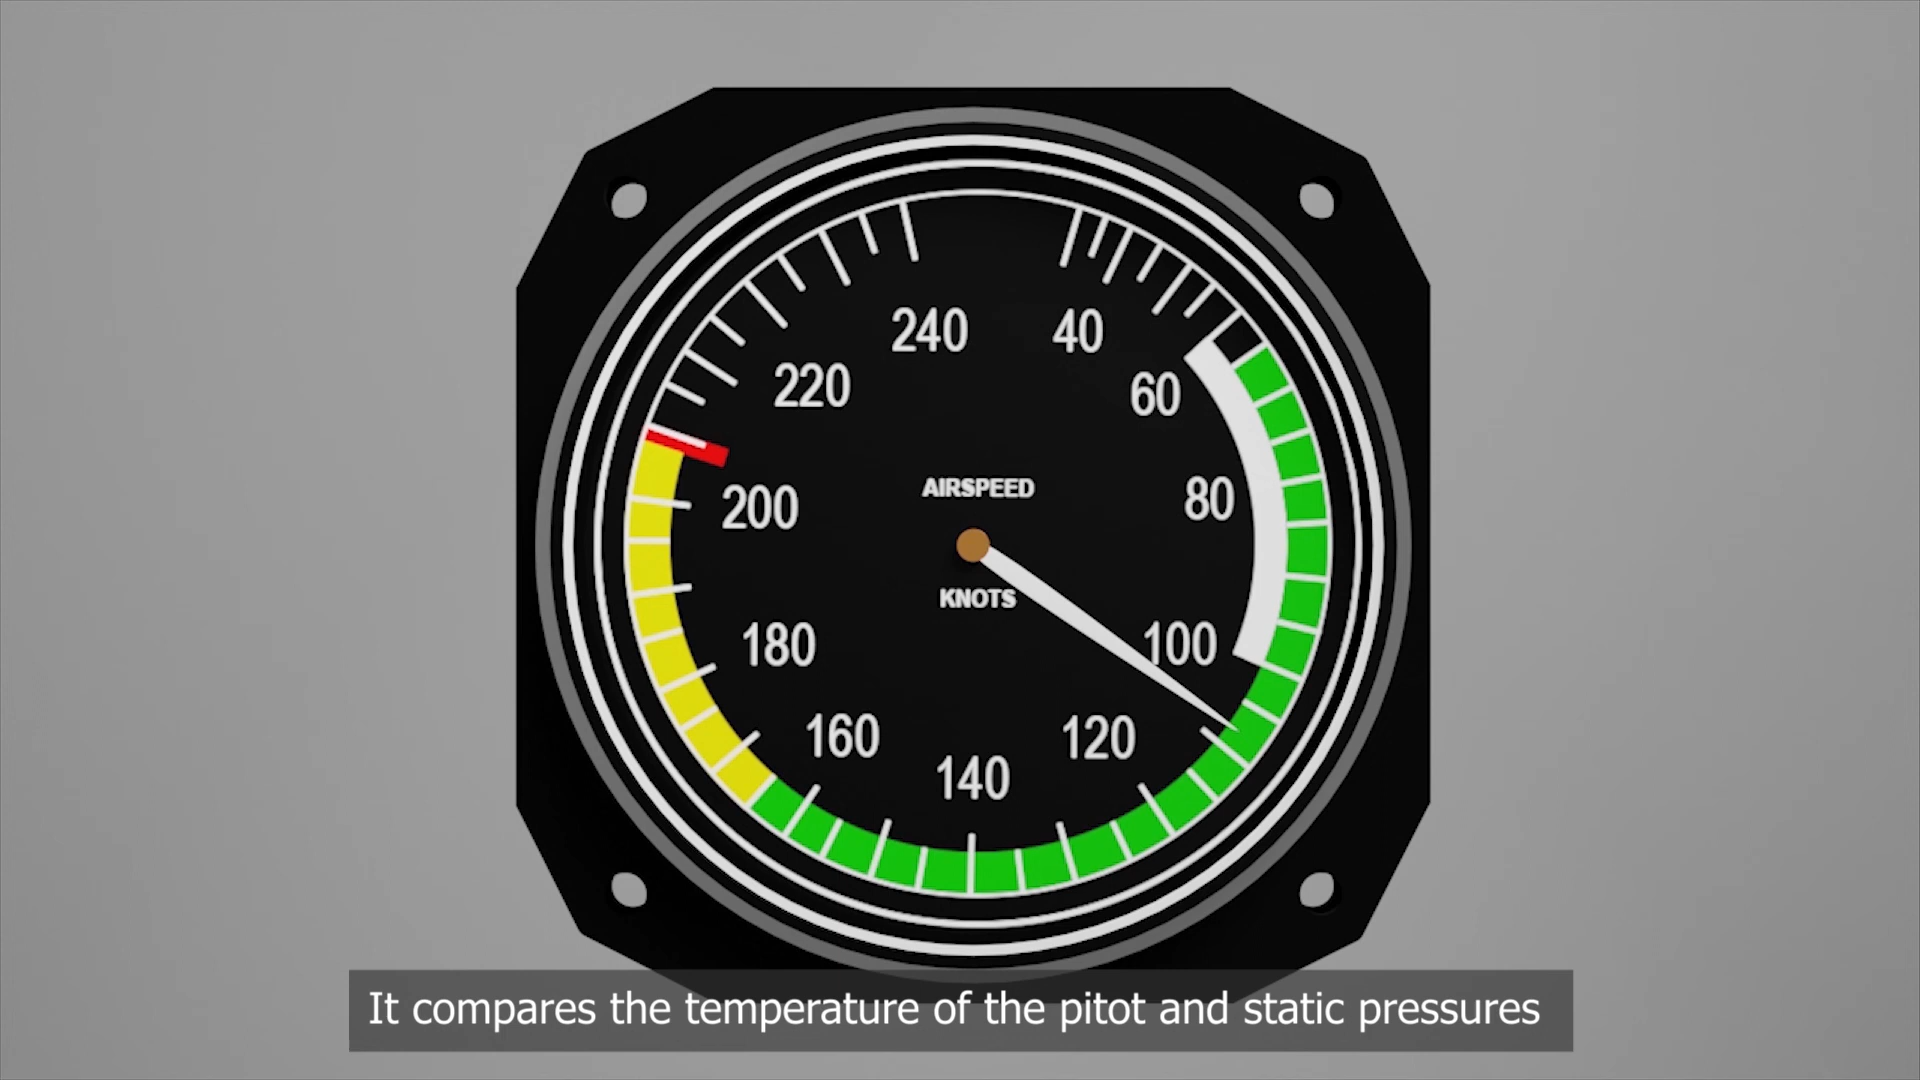 240 40
220 60
200 AIRSPEED 80
KNOTS
180 100
160 120
140
It compares the temperature of the pitot and static pressures